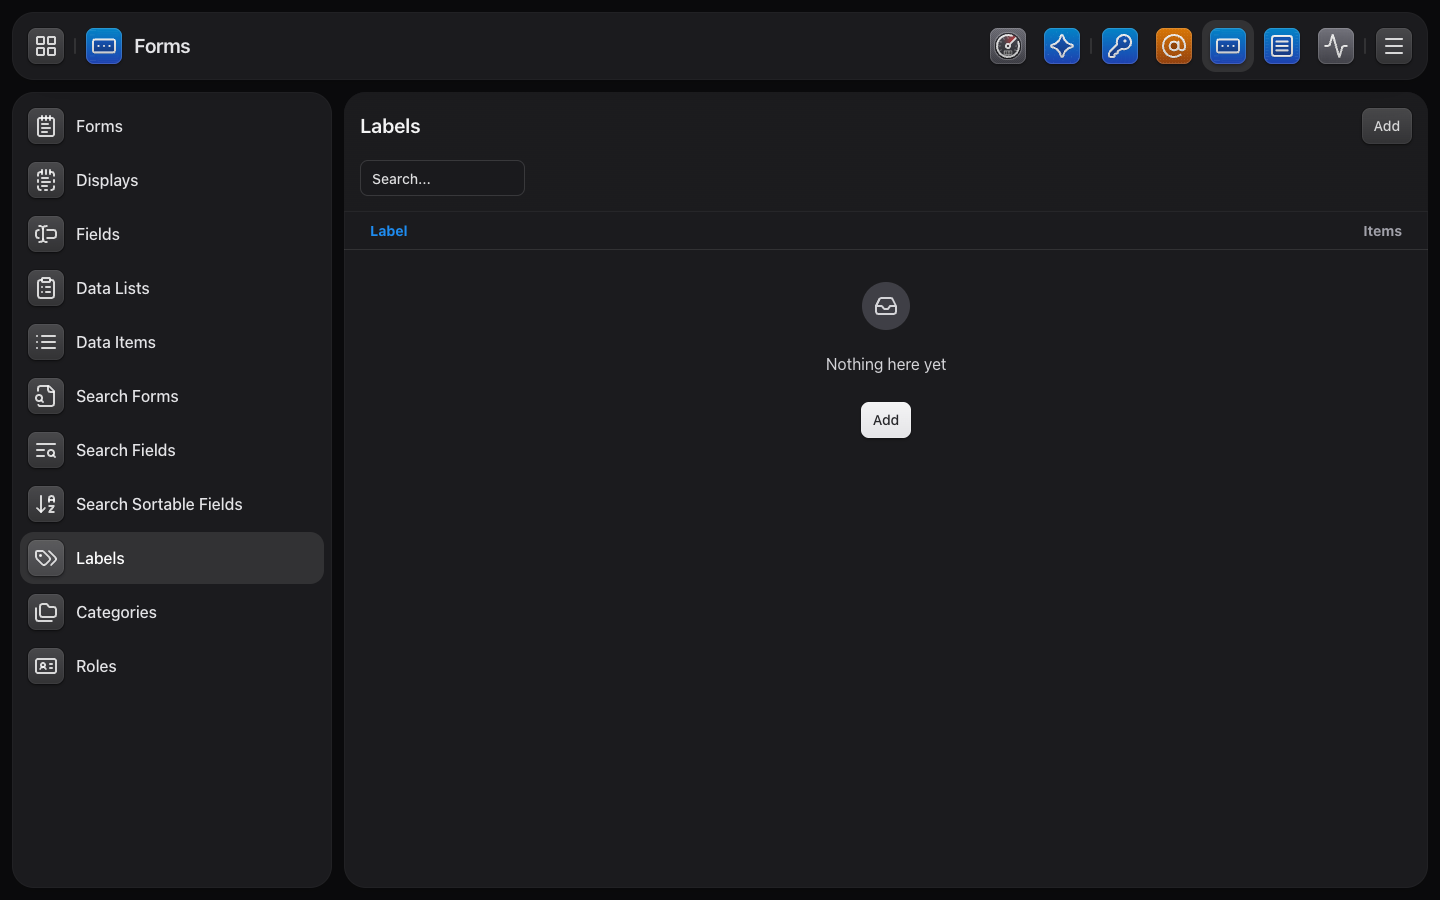 Forms
Forms
Displays
Fields
Data Lists
Data Items
Search Forms
Search Fields
Search Sortable Fields
Labels
Categories
Roles
Labels
Add
Search...
Label
Items
Nothing here yet
Add